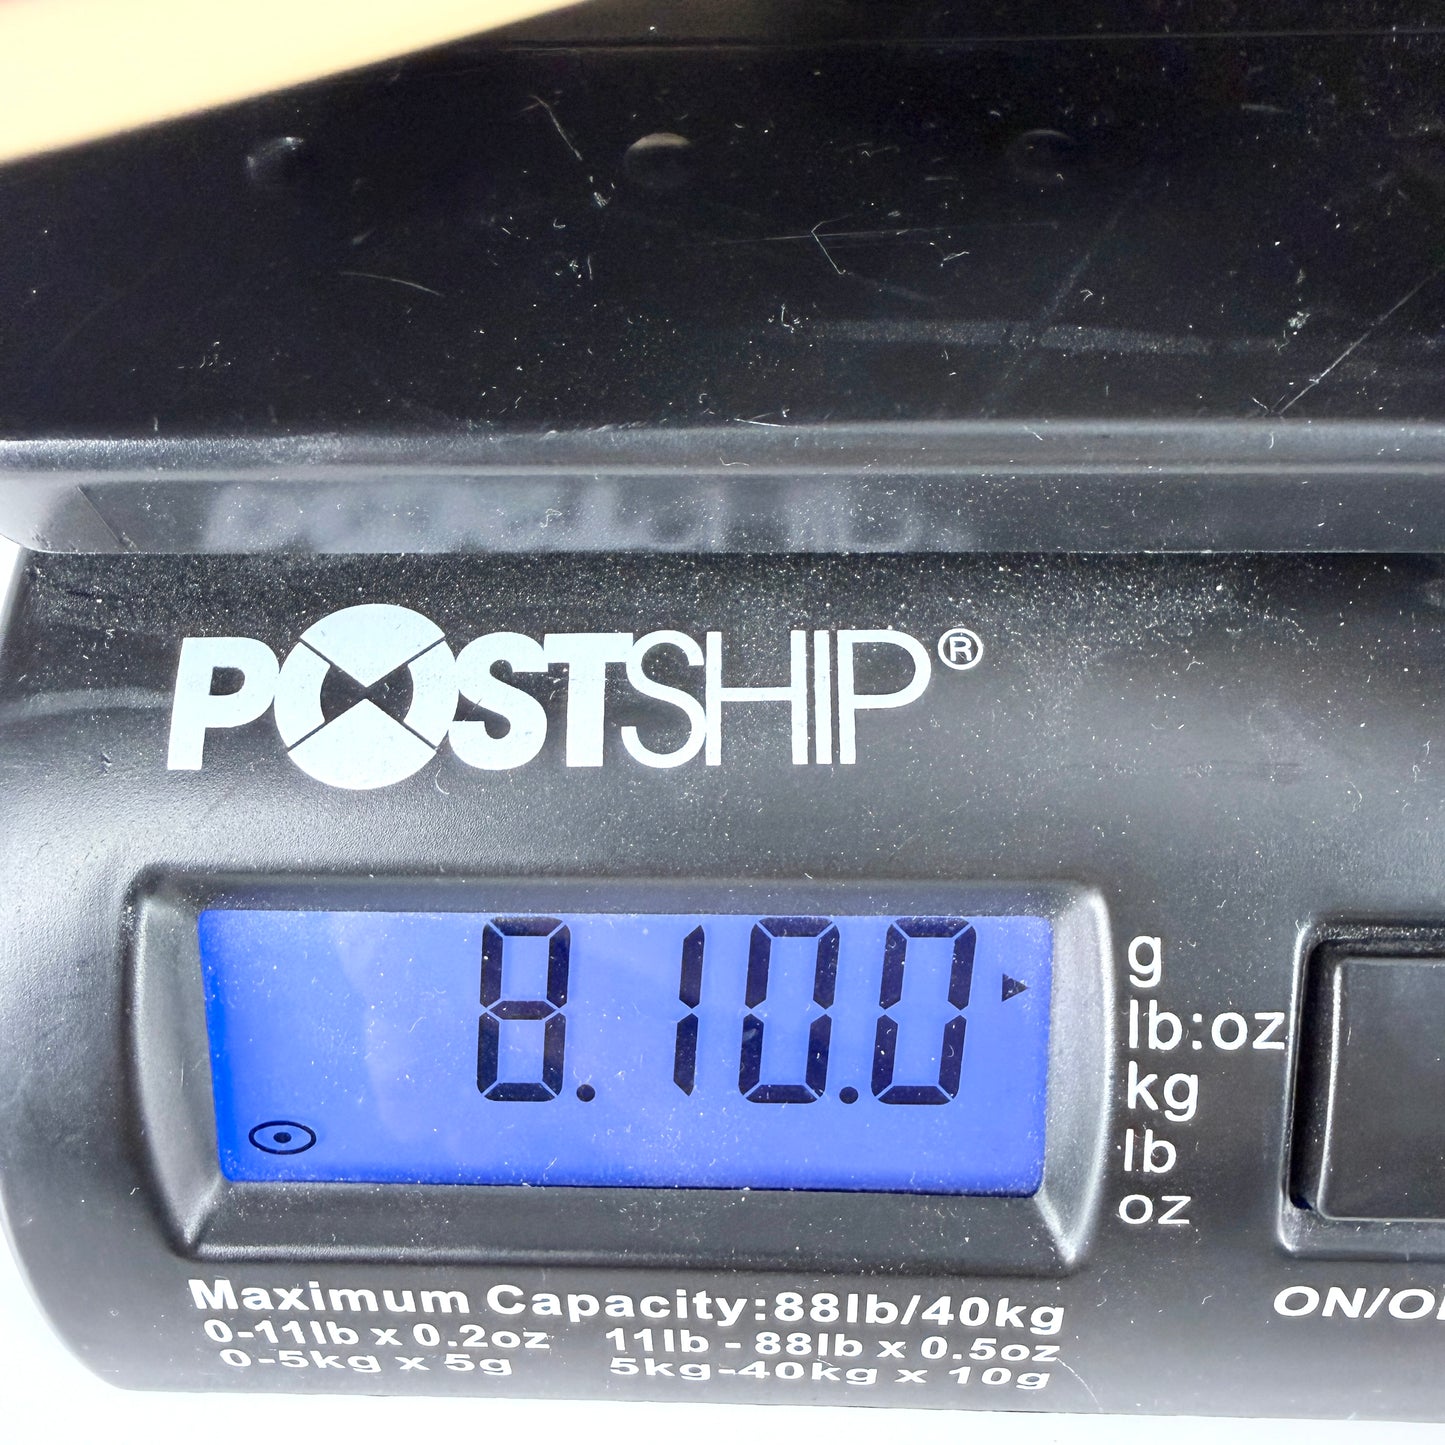 POSTSHIP®
8.10.0
g
lb:oz
kg
lb
oz
Maximum Capacity:88lb/40kg
0-11lb x 0.2oz 11lb - 88lb x 0.5oz
0-5kg x 5g 5kg-40kg x 10g